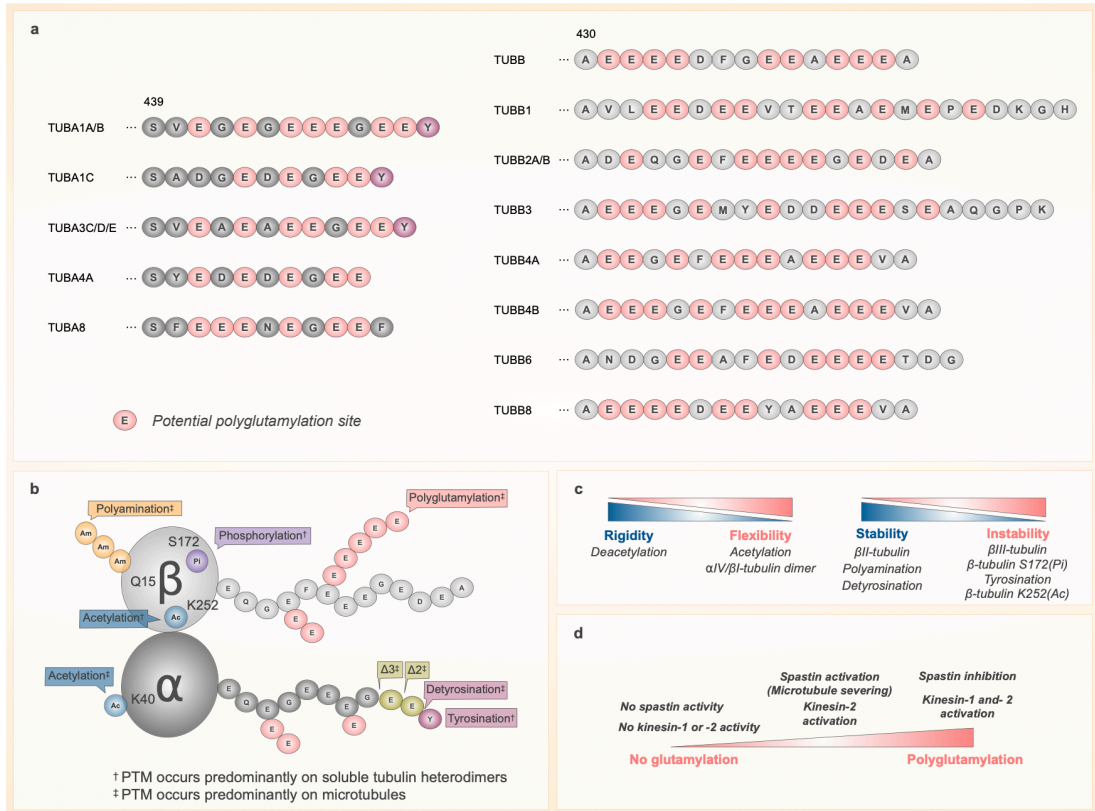 a
439
TUBA1A/B ... S V E G E G E E E G E E Y
TUBA1C ... S A D G E D E G E E Y
TUBA3C/D/E ... S V E A E A E E G E E Y
TUBA4A ... S Y E D E D E G E E
TUBA8 ... S F E E E N E G E E F
E Potential polyglutamylation site
430
TUBB ... A E E E E D F G E E A E E E A
TUBB1 ... A V L E E D E E V T E E A E M E P E D K G H
TUBB2A/B ... A D E Q G E F E E E E G E D E A
TUBB3 ... A E E E G E M Y E D D E E E S E A Q G P K
TUBB4A ... A E E G E F E E E A E E E V A
TUBB4B ... A E E E G E F E E E A E E E V A
TUBB6 ... A N D G E E A F E D E E E E T D G
TUBB8 ... A E E E E D E E Y A E E E V A
b
Polyglutamylation‡
Polyamination‡
Am
Am
Am
S172
Phosphorylation†
Pi
Q15
β
K252
Acetylation†
Ac
E Q G E F E E E G E D E A
E E E E E
E E
Acetylation‡
Ac
K40
α
E Q E G E E E G E E Y
E E
E
Δ3‡
Δ2‡
Detyrosination‡
Tyrosination†
† PTM occurs predominantly on soluble tubulin heterodimers
‡ PTM occurs predominantly on microtubules
c
Rigidity
Deacetylation
Flexibility
Acetylation
αIV/βI-tubulin dimer
Stability
βII-tubulin
Polyamination
Detyrosination
Instability
βIII-tubulin
β-tubulin S172(Pi)
Tyrosination
β-tubulin K252(Ac)
d
No spastin activity
No kinesin-1 or -2 activity
Spastin activation
(Microtubule severing)
Kinesin-2
activation
Spastin inhibition
Kinesin-1 and- 2
activation
No glutamylation
Polyglutamylation